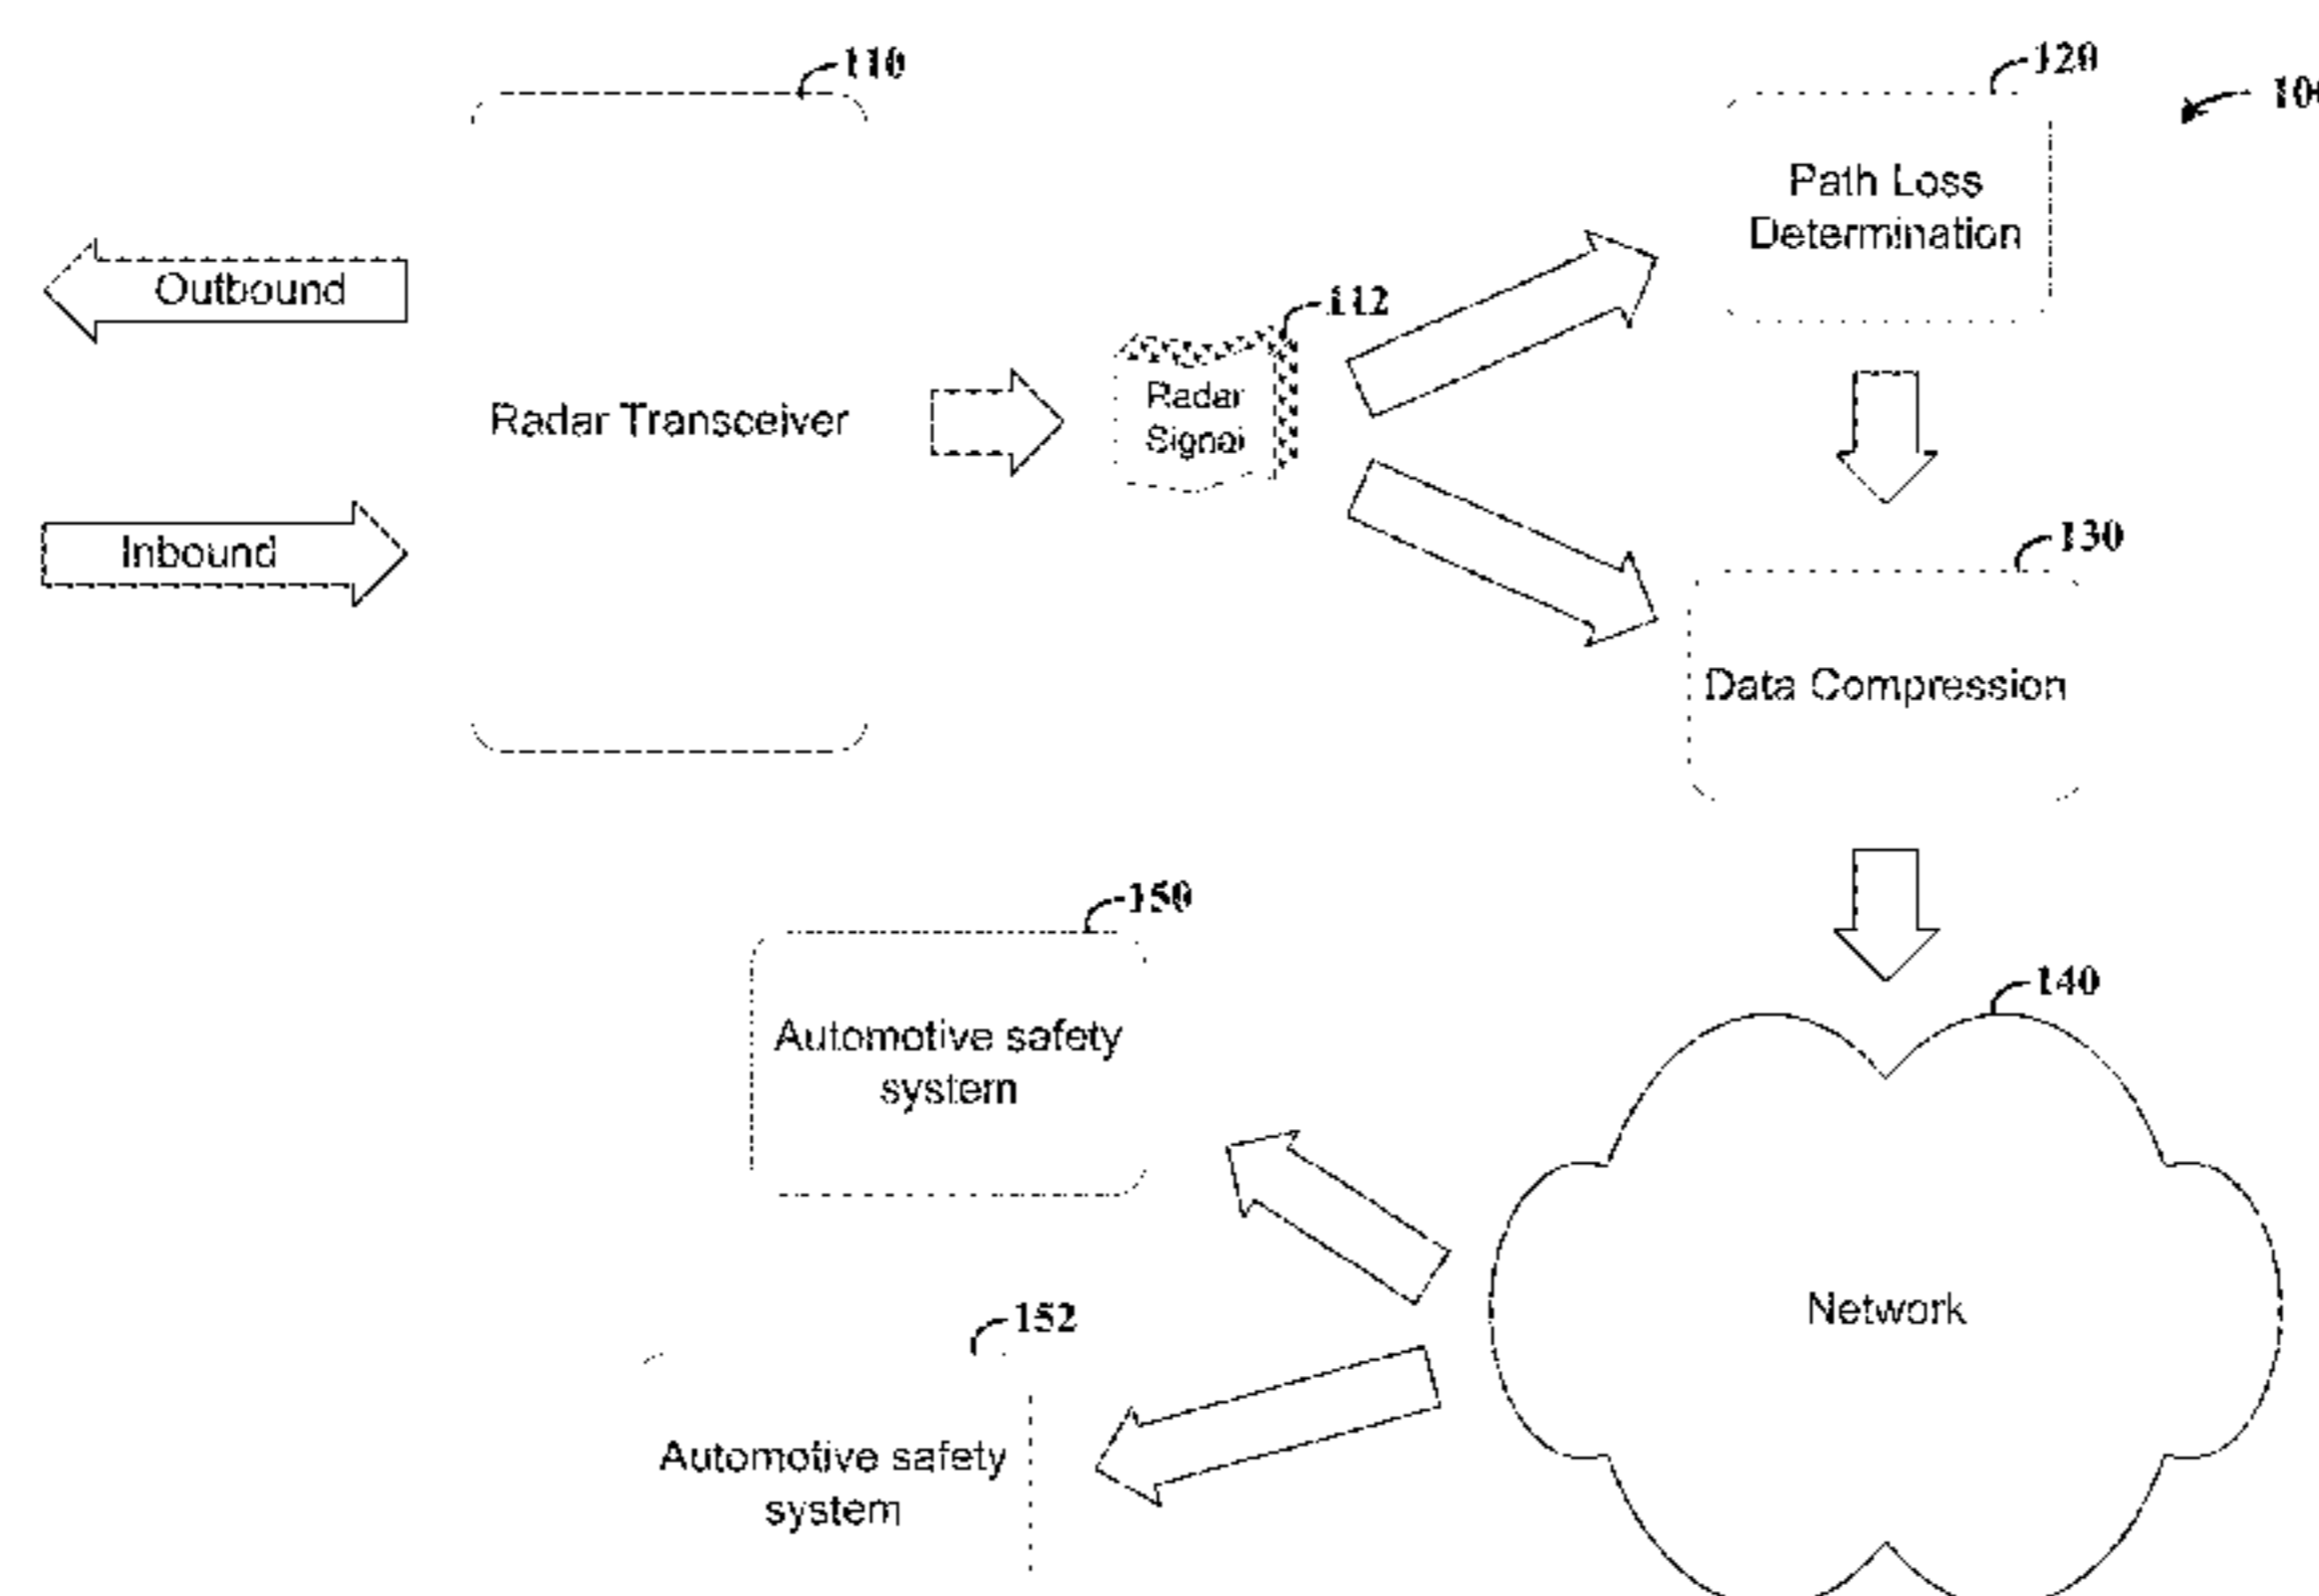 110
120
100
Path Loss
Determination
Outbound
112
Radar
Signal
Radar Transceiver
130
Inbound
Data Compression
150
140
Automotive safety
system
Network
152
Automotive safety
system